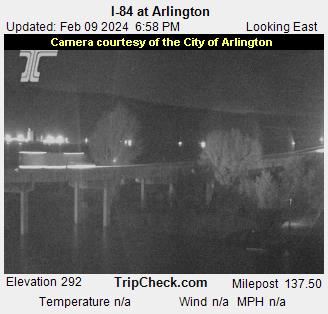 I-84 at Arlington
Updated: Feb 09 2024 6:58 PM Looking East
Camera courtesy of the City of Arlington
Elevation 292 TripCheck.com Milepost 137.50
Temperature n/a Wind n/a MPH n/a